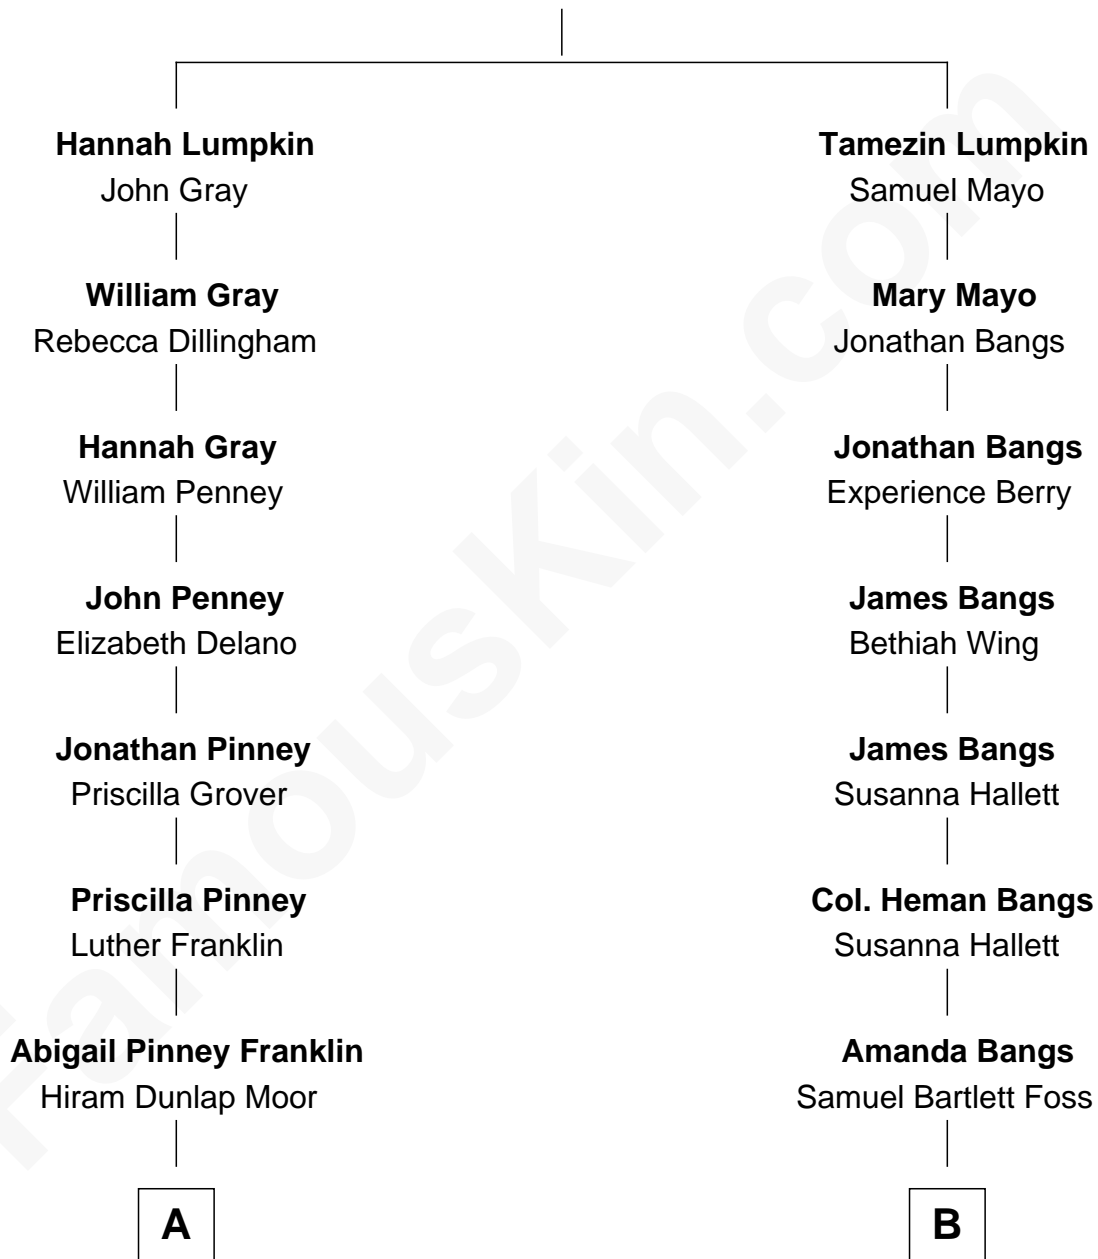 Hannah Lumpkin
John Gray
William Gray
Rebecca Dillingham
Hannah Gray
William Penney
John Penney
Elizabeth Delano
Jonathan Pinney
Priscilla Grover
Priscilla Pinney
Luther Franklin
Abigail Pinney Franklin
Hiram Dunlap Moor
A
Tamezin Lumpkin
Samuel Mayo
Mary Mayo
Jonathan Bangs
Jonathan Bangs
Experience Berry
James Bangs
Bethiah Wing
James Bangs
Susanna Hallett
Col. Heman Bangs
Susanna Hallett
Amanda Bangs
Samuel Bartlett Foss
B
FamousKin.com